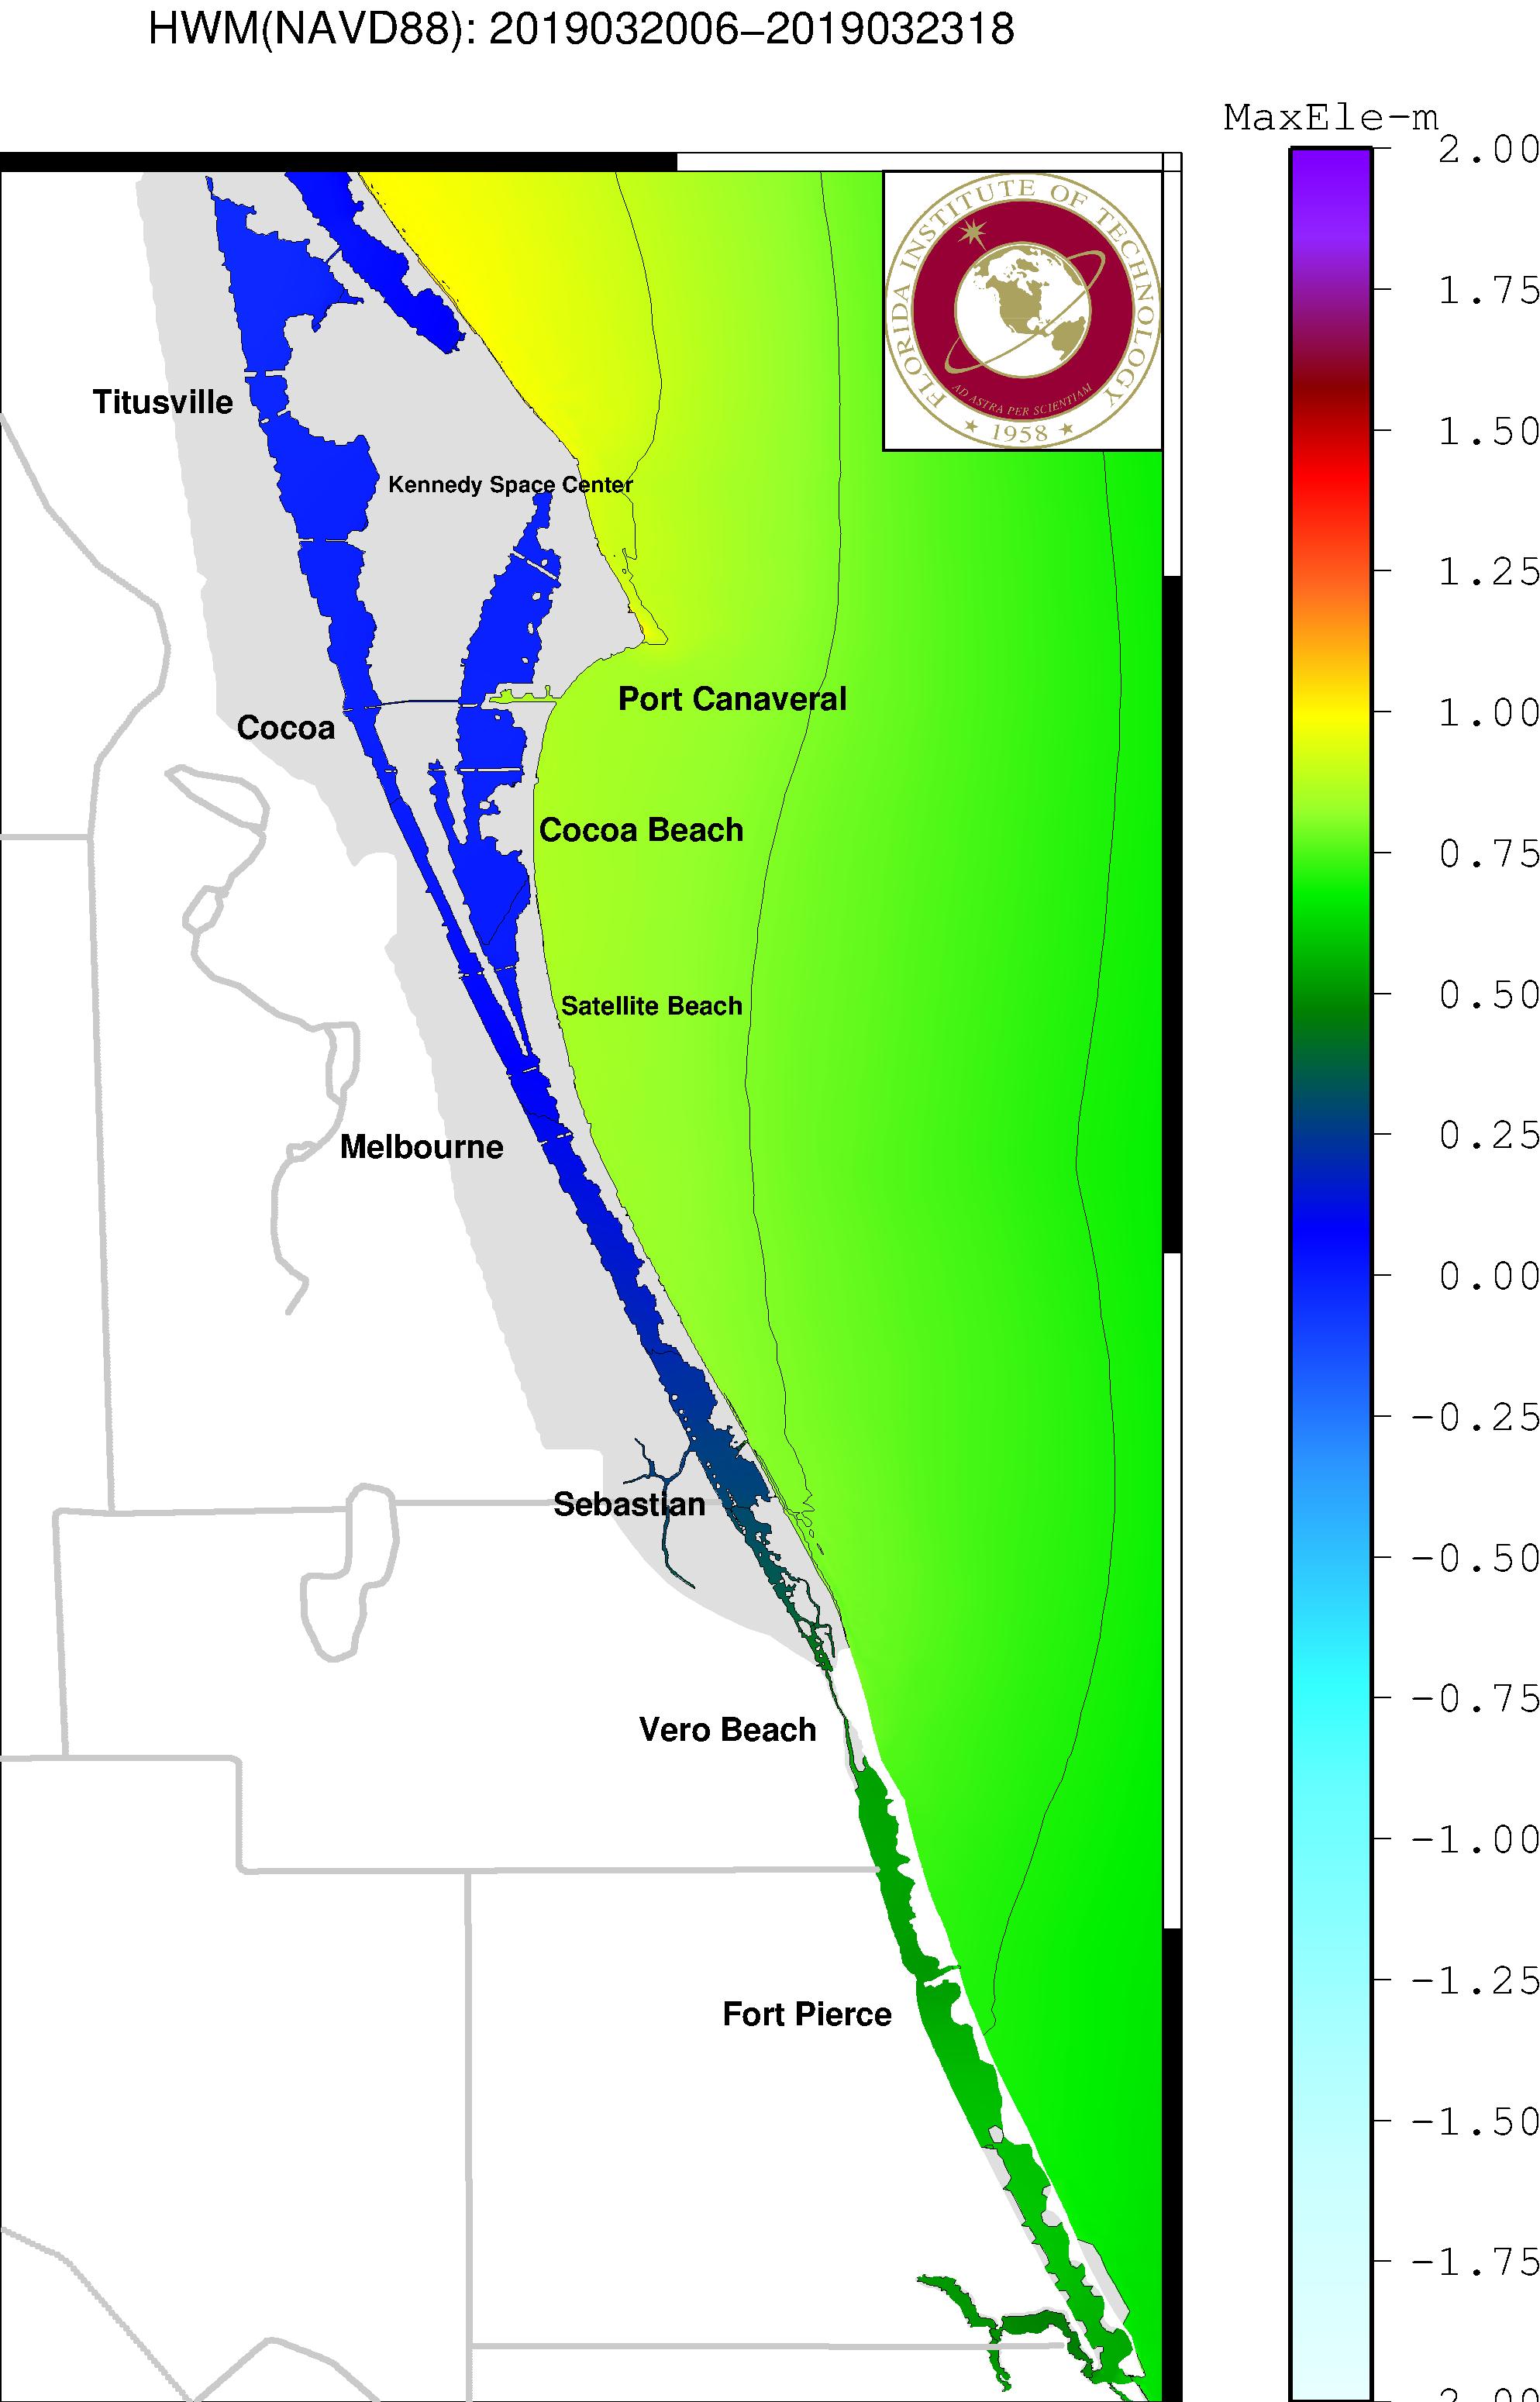 HWM(NAVD88): 2019032006−2019032318
MaxEle−m
2.00
1.75
1.50
1.25
1.00
0.75
0.50
0.25
0.00
−0.25
−0.50
−0.75
−1.00
−1.25
−1.50
−1.75
2.00
FLORIDA INSTITUTE OF TECHNOLOGY
AD ASTRA PER SCIENTIAM
1958
Titusville
Kennedy Space Center
Port Canaveral
Cocoa
Cocoa Beach
Satellite Beach
Melbourne
Sebastian
Vero Beach
Fort Pierce